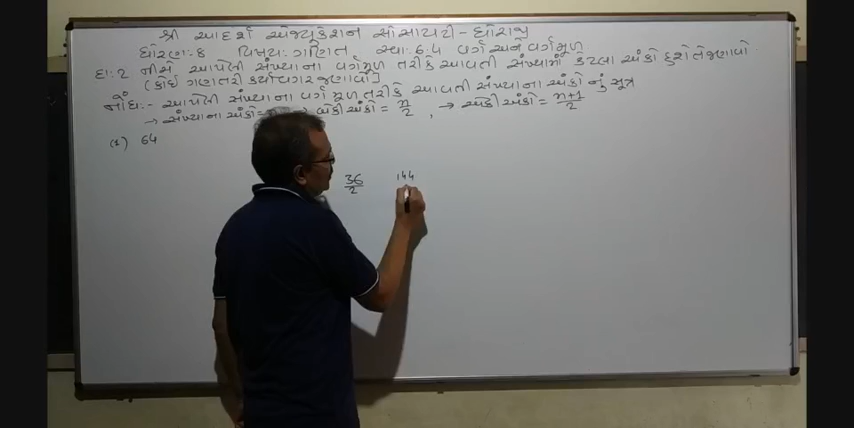 શ્રી આદર્શ એજ્યુકેશન સોસાયટી - ધોરાજી
ધોરણ: 8 વિષય: ગણિત સ્વા: 6.4 વર્ગ અને વર્ગમૂળ
દા: 2 નીચે આપેલી સંખ્યાના વર્ગમૂળ તરીકે આવતી સંખ્યામાં કેટલા અંકો હશે તે જણાવો
(કોઈ ગણતરી કર્યા વગર જણાવો]
નોંધ:- આપેલી સંખ્યાના વર્ગમૂળ તરીકે આવતી સંખ્યાના અંકો નું સૂત્ર
→ સંખ્યાના અંકો = બેકી અંકો = n/2 , → એકી અંકો = n+1/2
(1) 64
36/2 144